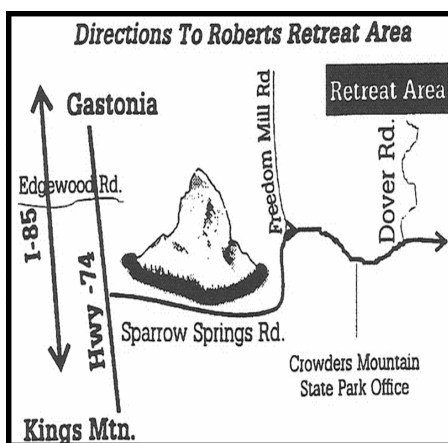 Directions To Roberts Retreat Area
Gastonia
Freedom Mill Rd
Retreat Area
Dover Rd.
Edgewood Rd.
I-85
Hwy -74
Sparrow Springs Rd.
Crowders Mountain
State Park Office
Kings Mtn.